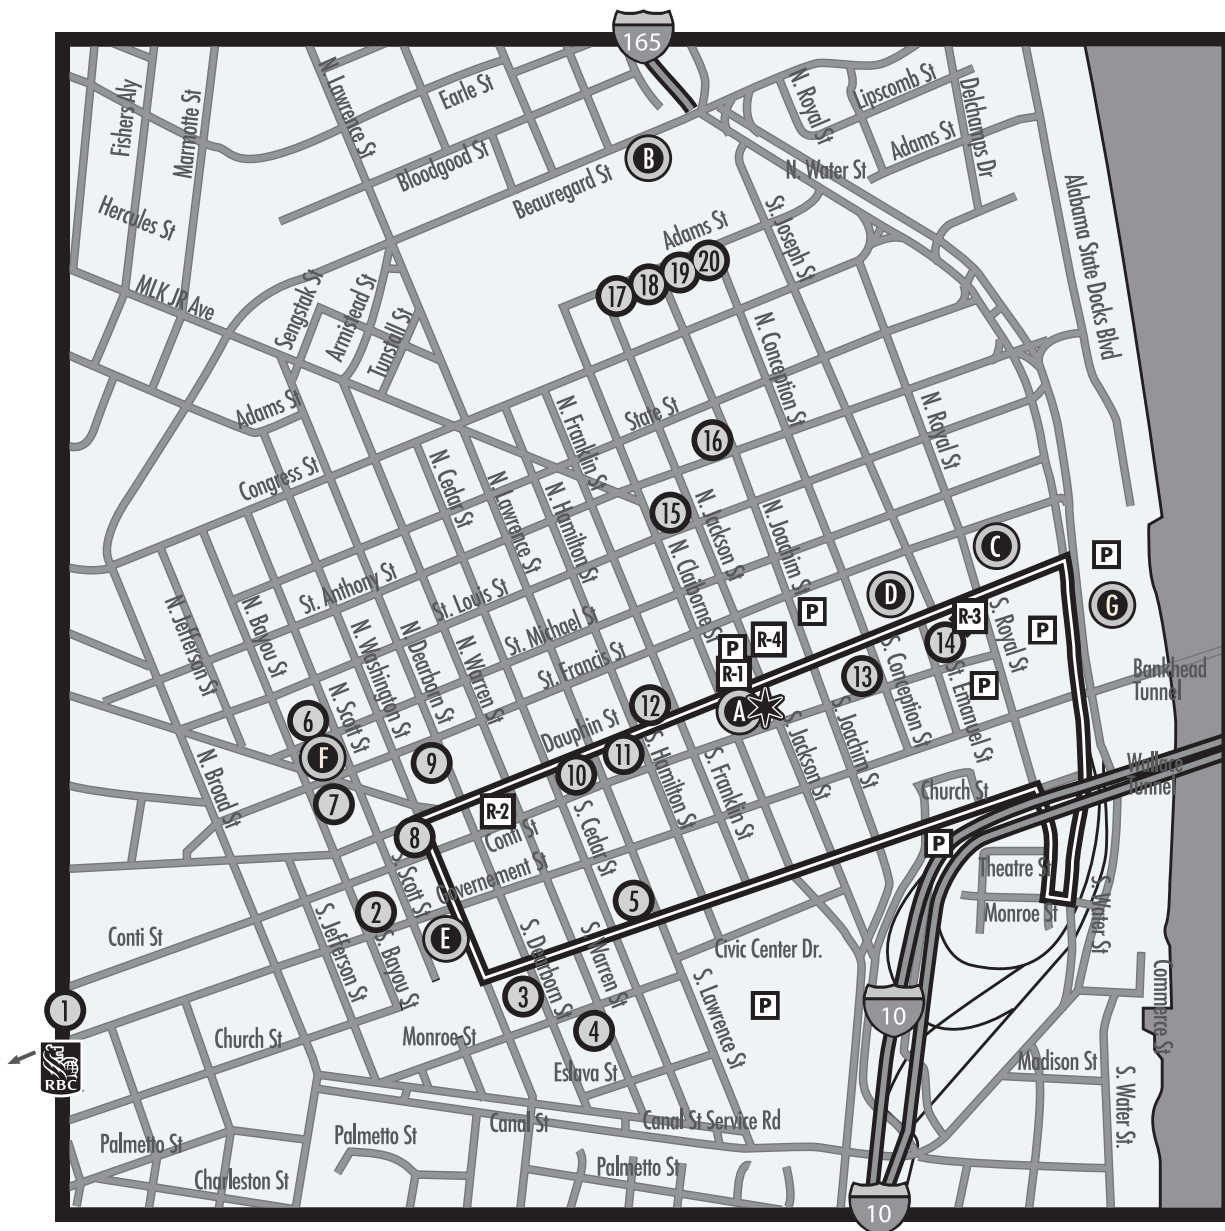 165
Fishers Aly
Marmotte St
N. Lawrence St
Earle St
N. Royal St
Lipscomb St
Delchamps Dr
Adams St
Bloodgood St
Beauregard St
B
N. Water St
Hercules St
Alabama State Docks Blvd
St. Joseph St
Adams St
20
19
18
17
MLK JR Ave
Sengstak St
Armistead St
Tunstall St
N. Conception St
Adams St
State St
N. Franklin St
N. Royal St
16
Congress St
N. Cedar St
N. Lawrence St
N. Hamilton St
15
N. Jackson St
N. Joachim St
C
P
D
G
St. Anthony St
St. Louis St
N. Claiborne St
N. Jefferson St
N. Bayou St
N. Washington St
N. Dearborn St
N. Warren St
St. Michael St
St. Francis St
P
R-4
P
R-1
R-3
S. Royal St
P
14
13
S. Conception St
St. Emanuel St
P
Bankhead
Tunnel
N. Scott St
6
F
7
12
A
Dauphin St
11
10
9
S. Hamilton St
S. Jackson St
S. Joachim St
S. Franklin St
Wallace
Tunnel
N. Broad St
Church St
R-2
8
Conti St
S. Cedar St
P
Governement St
S. Scott St
Theatre St
Monroe St
S. Water St
2
5
E
Conti St
S. Jefferson St
S. Bayou St
S. Dearborn St
S. Warren St
Civic Center Dr.
S. Lawrence St
3
4
P
1
10
Commerce St
RBC
Church St
Monroe St
Eslava St
Madison St
S. Water St.
Canal St
Canal St Service Rd
Palmetto St
Palmetto St
Palmetto St
Charleston St
10